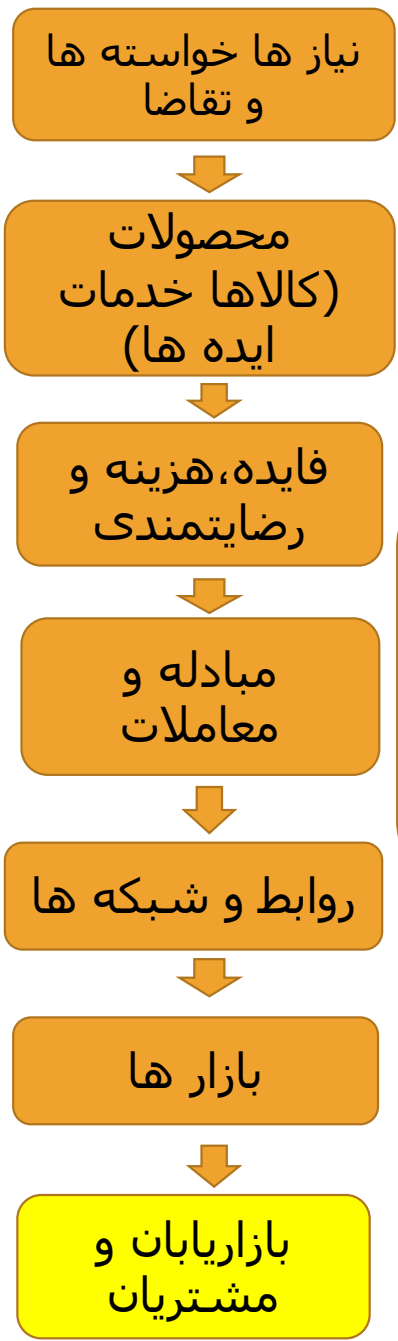 نیاز ها خواسته ها
و تقاضا
محصولات
(کالاها خدمات
ایده ها)
فایده،هزینه و
رضایتمندی
مبادله و
معاملات
روابط و شبکه ها
بازار ها
بازاریابان و
مشتریان